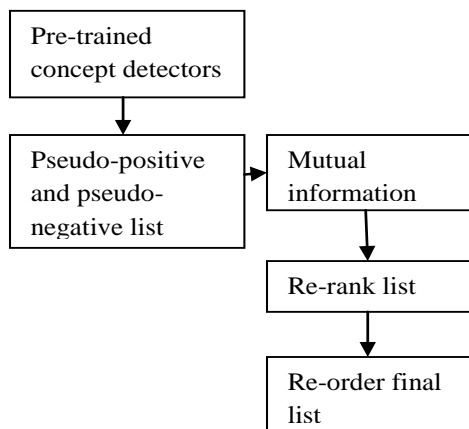 Pre-trained
concept detectors
Pseudo-positive
and pseudo-
negative list
Mutual
information
Re-rank list
Re-order final
list